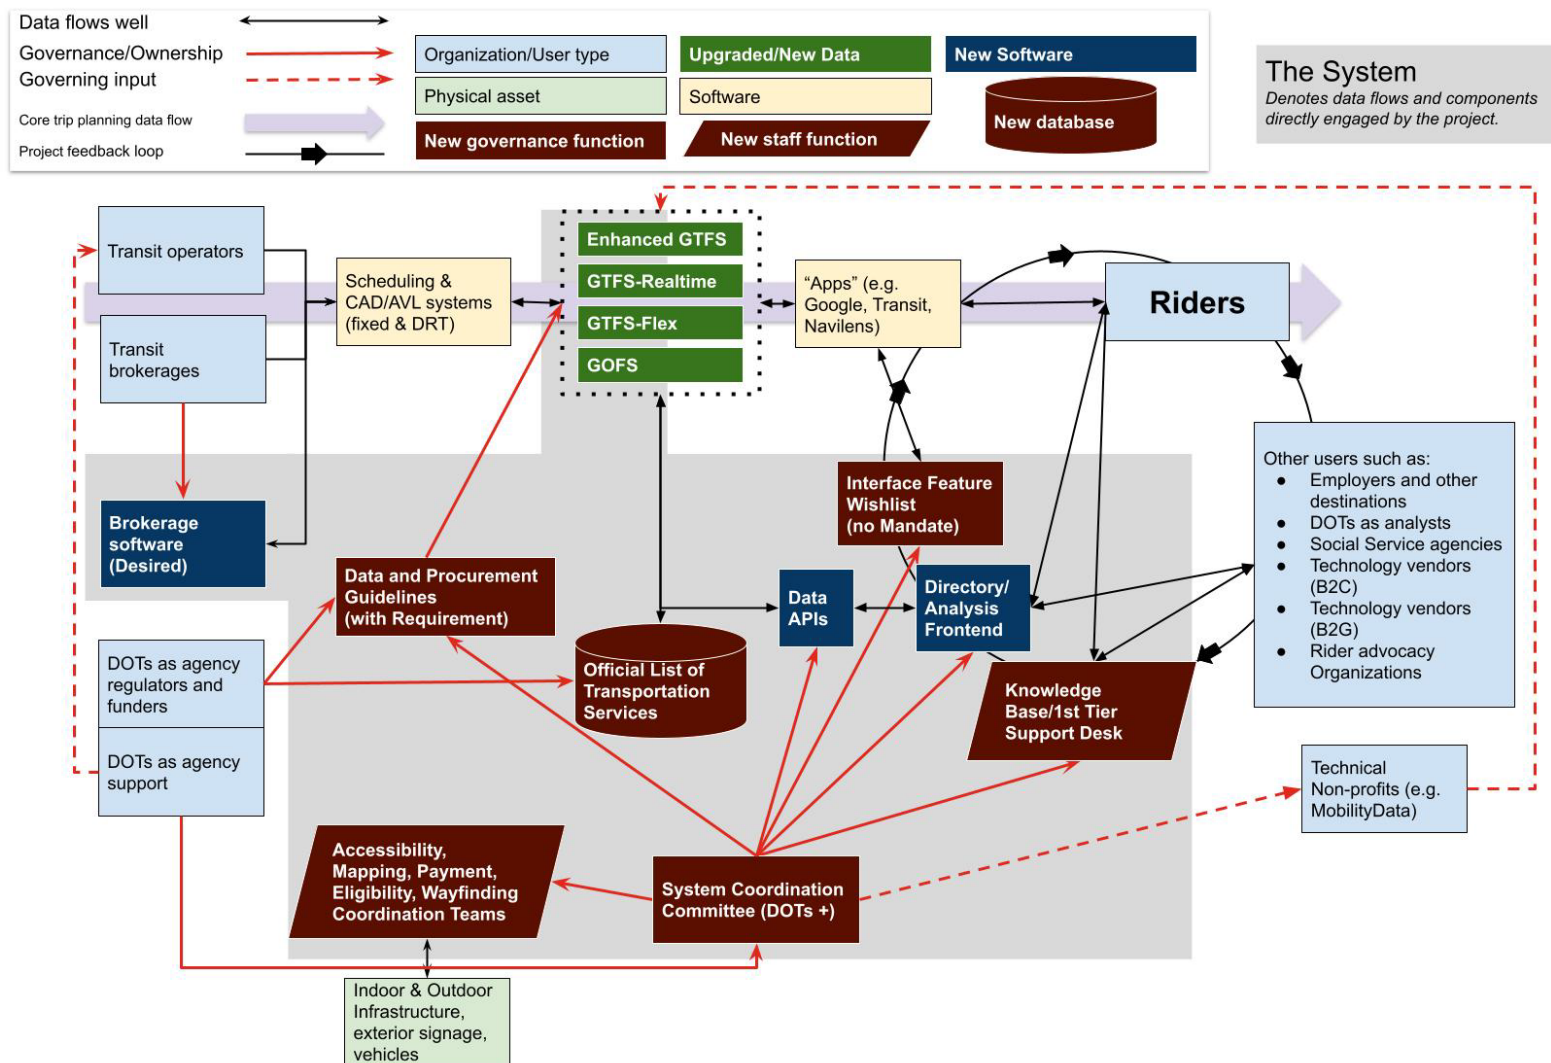 Data flows well
Governance/Ownership
Governing input
Core trip planning data flow
Project feedback loop
Organization/User type
Physical asset
New governance function
Upgraded/New Data
Software
New staff function
New Software
New database
The System
Denotes data flows and components
directly engaged by the project.
Transit operators
Transit
brokerages
Scheduling &
CAD/AVL systems
(fixed & DRT)
Enhanced GTFS
GTFS-Realtime
GTFS-Flex
GOFS
“Apps” (e.g.
Google, Transit,
Navilens)
Riders
Brokerage
software
(Desired)
Data and Procurement
Guidelines
(with Requirement)
Interface Feature
Wishlist
(no Mandate)
Data
APIs
Directory/
Analysis
Frontend
Other users such as:
● Employers and other
destinations
● DOTs as analysts
● Social Service agencies
● Technology vendors
(B2C)
● Technology vendors
(B2G)
● Rider advocacy
Organizations
DOTs as agency
regulators and
funders
DOTs as agency
support
Official List of
Transportation
Services
Knowledge
Base/1st Tier
Support Desk
Technical
Non-profits (e.g.
MobilityData)
Accessibility,
Mapping, Payment,
Eligibility, Wayfinding
Coordination Teams
System Coordination
Committee (DOTs +)
Indoor & Outdoor
Infrastructure,
exterior signage,
vehicles